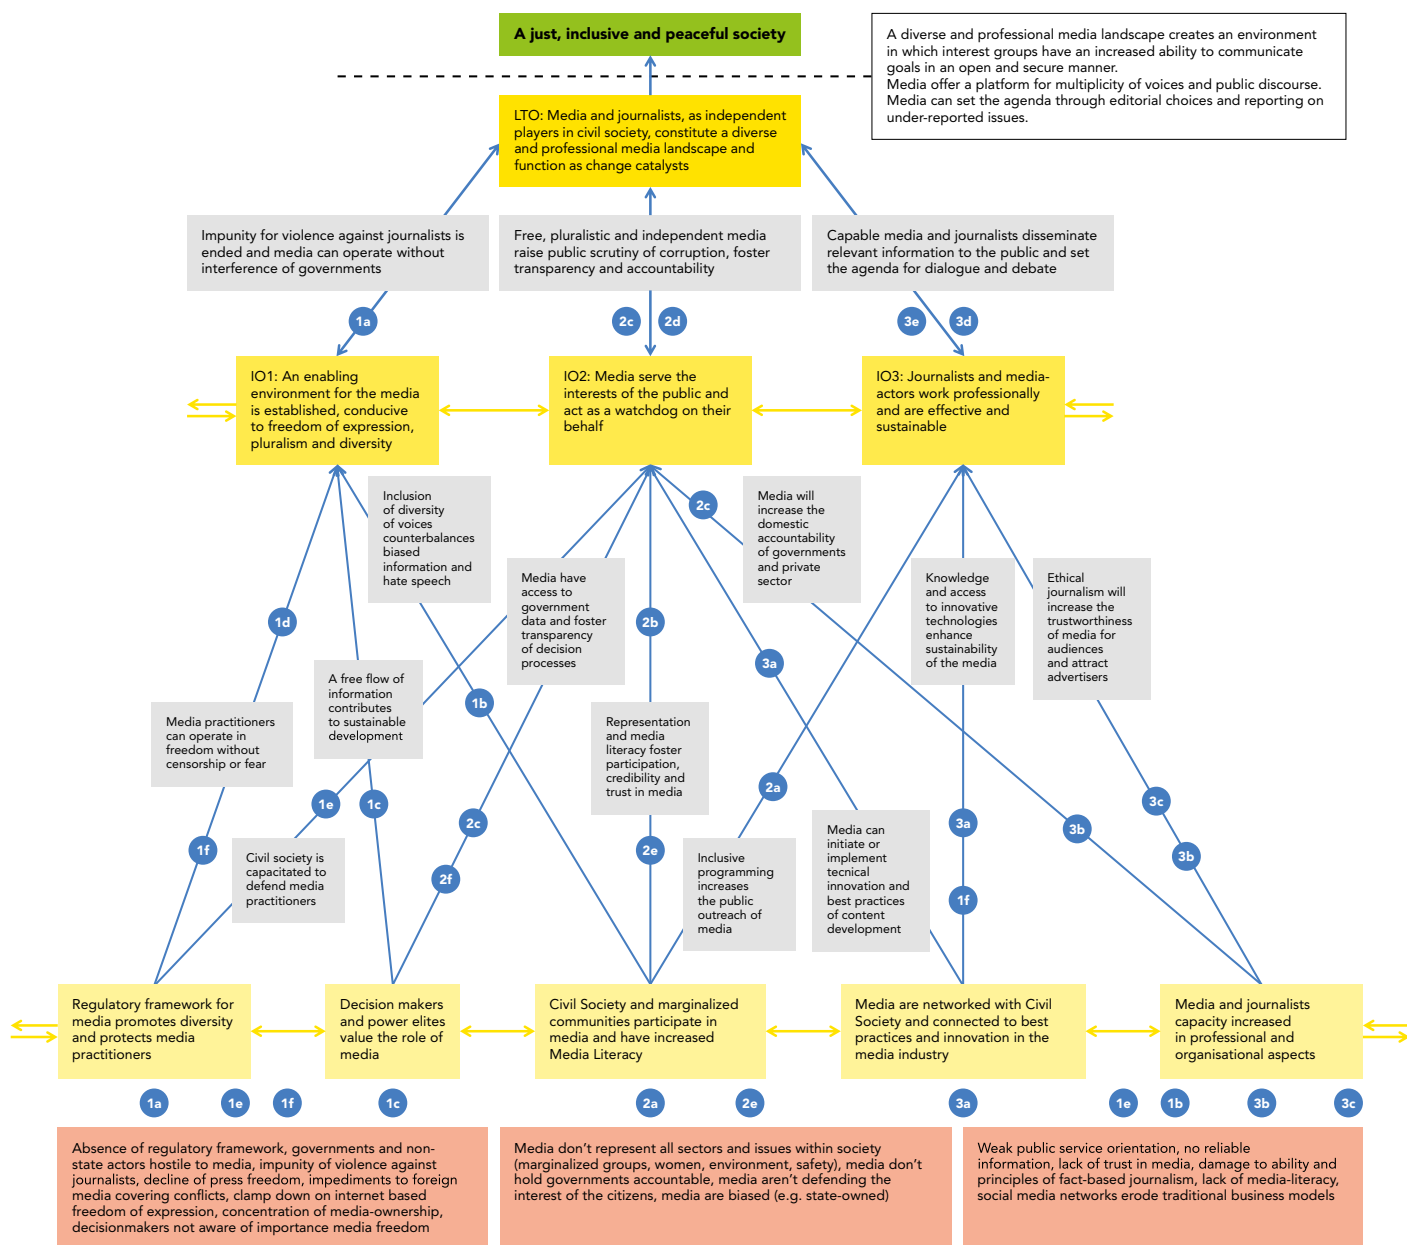 A just, inclusive and peaceful society
A diverse and professional media landscape creates an environment
in which interest groups have an increased ability to communicate
goals in an open and secure manner.
Media offer a platform for multiplicity of voices and public discourse.
Media can set the agenda through editorial choices and reporting on
under-reported issues.
LTO: Media and journalists, as independent
players in civil society, constitute a diverse
and professional media landscape and
function as change catalysts
Impunity for violence against journalists is
ended and media can operate without
interference of governments
Free, pluralistic and independent media
raise public scrutiny of corruption, foster
transparency and accountability
Capable media and journalists disseminate
relevant information to the public and set
the agenda for dialogue and debate
1a
2c
2d
3e
3d
IO1: An enabling
environment for the media
is established, conducive
to freedom of expression,
pluralism and diversity
IO2: Media serve the
interests of the public and
act as a watchdog on their
behalf
IO3: Journalists and media-
actors work professionally
and are effective and
sustainable
Inclusion
of diversity
of voices
counterbalances
biased
information and
hate speech
2c
Media will
increase the
domestic
accountability
of governments
and private
sector
Media have
access to
government
data and foster
transparency
of decision
processes
Knowledge
and access
to innovative
technologies
enhance
sustainability
of the media
Ethical
journalism will
increase the
trustworthiness
of media for
audiences
and attract
advertisers
1d
2b
3a
A free flow of
information
contributes
to sustainable
development
1b
Media practitioners
can operate in
freedom without
censorship or fear
Representation
and media
literacy foster
participation,
credibility and
trust in media
2a
1e
1c
2c
3a
3b
3c
Media can
initiate or
implement
tecnical
innovation and
best practices
of content
development
1f
Civil society is
capacitated to
defend media
practitioners
2f
2e
Inclusive
programming
increases
the public
outreach of
media
1f
3b
Regulatory framework for
media promotes diversity
and protects media
practitioners
Decision makers
and power elites
value the role of
media
Civil Society and marginalized
communities participate in
media and have increased
Media Literacy
Media are networked with Civil
Society and connected to best
practices and innovation in the
media industry
Media and journalists
capacity increased
in professional and
organisational aspects
1a
1e
1f
1c
2a
2e
3a
1e
1b
3b
3c
Absence of regulatory framework, governments and non-
state actors hostile to media, impunity of violence against
journalists, decline of press freedom, impediments to foreign
media covering conflicts, clamp down on internet based
freedom of expression, concentration of media-ownership,
decisionmakers not aware of importance media freedom
Media don't represent all sectors and issues within society
(marginalized groups, women, environment, safety), media don't
hold governments accountable, media aren't defending the
interest of the citizens, media are biased (e.g. state-owned)
Weak public service orientation, no reliable
information, lack of trust in media, damage to ability and
principles of fact-based journalism, lack of media-literacy,
social media networks erode traditional business models